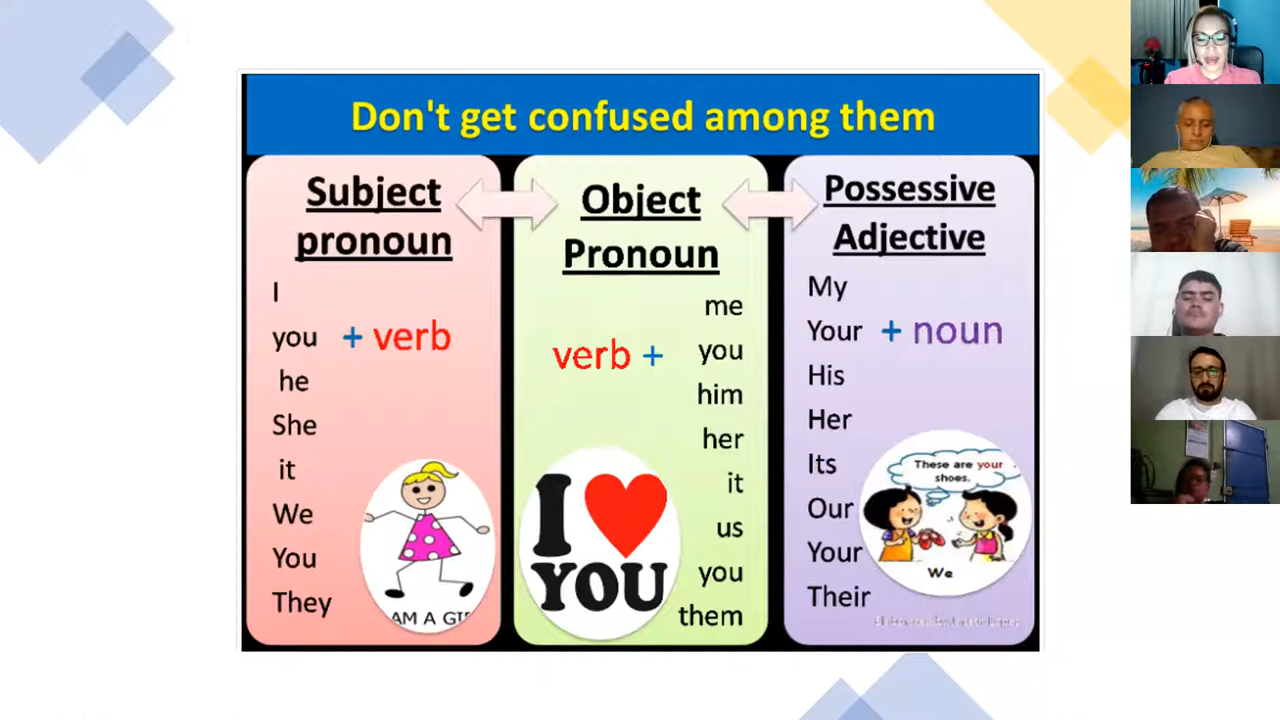 Don't get confused among them
Subject
pronoun
I
you + verb
he
She
it
We
You
They
AM A GI
Object
Pronoun
me
verb + you
him
her
it
us
you
them
I
YOU
Possessive
Adjective
My
Your + noun
His
Her
Its
Our
Your
Their
These are your
shoes.
We